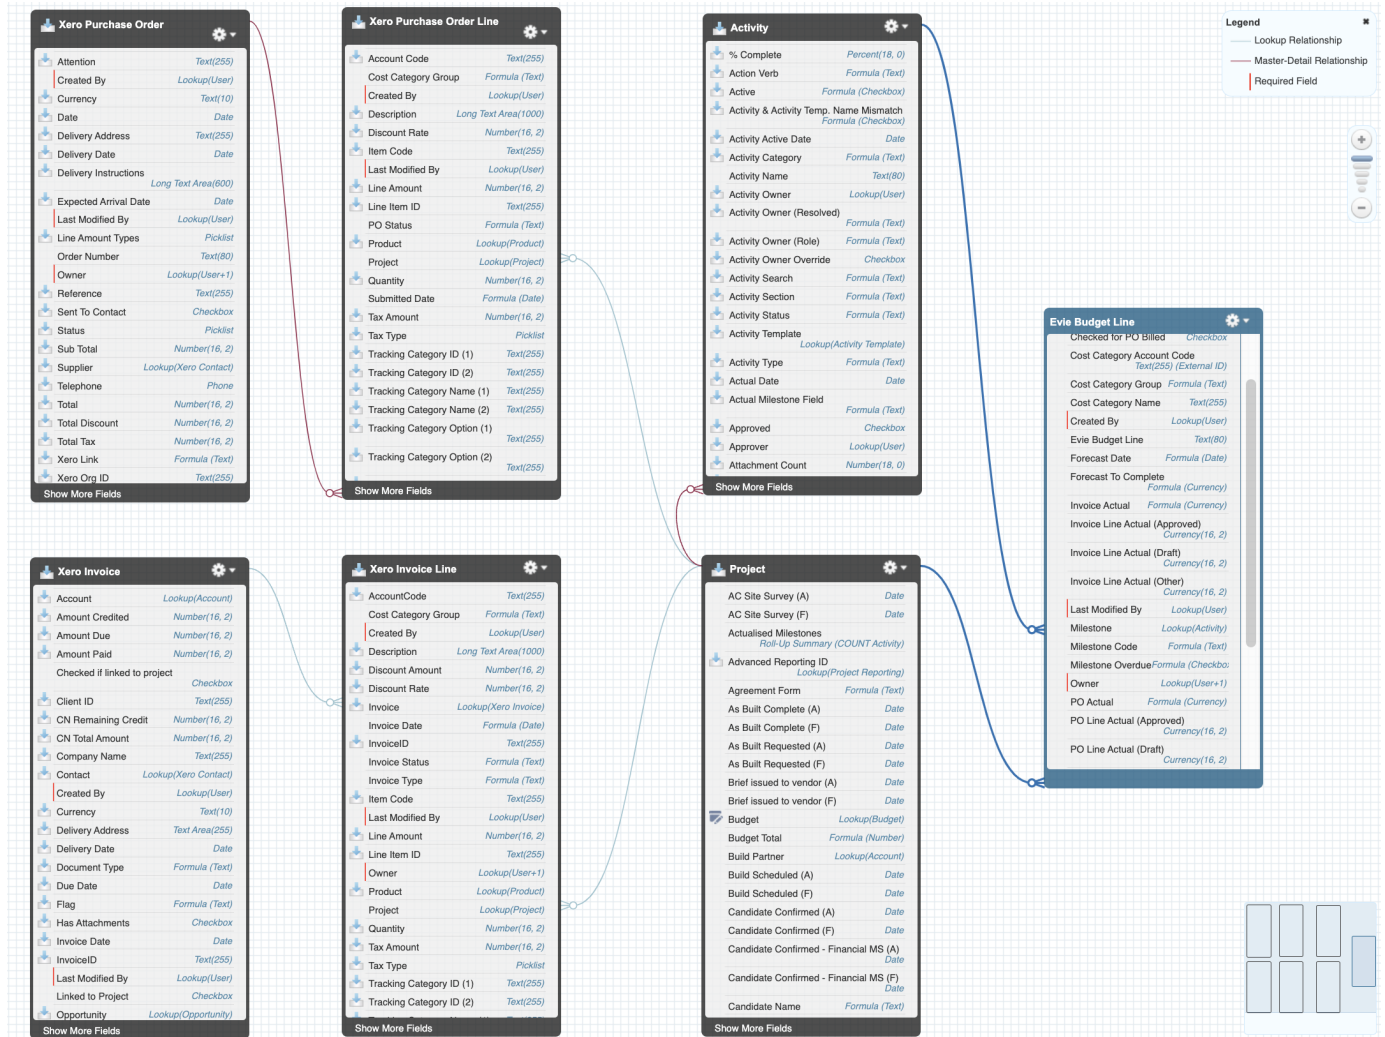 Xero Purchase Order
Attention Text(255)
Created By Lookup(User)
Currency Text(10)
Date Date
Delivery Address Text(255)
Delivery Date Date
Delivery Instructions
Long Text Area(600)
Expected Arrival Date Date
Last Modified By Lookup(User)
Line Amount Types Picklist
Order Number Text(80)
Owner Lookup(User+1)
Reference Text(255)
Sent To Contact Checkbox
Status Picklist
Sub Total Number(16, 2)
Supplier Lookup(Xero Contact)
Telephone Phone
Total Number(16, 2)
Total Discount Number(16, 2)
Total Tax Number(16, 2)
Xero Link Formula (Text)
Xero Org ID Text(255)
Show More Fields
Xero Purchase Order Line
Account Code Text(255)
Cost Category Group Formula (Text)
Created By Lookup(User)
Description Long Text Area(1000)
Discount Rate Number(16, 2)
Item Code Text(255)
Last Modified By Lookup(User)
Line Amount Number(16, 2)
Line Item ID Text(255)
PO Status Formula (Text)
Product Lookup(Product)
Project Lookup(Project)
Quantity Number(16, 2)
Submitted Date Formula (Date)
Tax Amount Number(16, 2)
Tax Type Picklist
Tracking Category ID (1) Text(255)
Tracking Category ID (2) Text(255)
Tracking Category Name (1) Text(255)
Tracking Category Name (2) Text(255)
Tracking Category Option (1)
Text(255)
Tracking Category Option (2)
Text(255)
Show More Fields
Activity
% Complete Percent(18, 0)
Action Verb Formula (Text)
Active Formula (Checkbox)
Activity & Activity Temp. Name Mismatch
Formula (Checkbox)
Activity Active Date Date
Activity Category Formula (Text)
Activity Name Text(80)
Activity Owner Lookup(User)
Activity Owner (Resolved)
Formula (Text)
Activity Owner (Role) Formula (Text)
Activity Owner Override Checkbox
Activity Search Formula (Text)
Activity Section Formula (Text)
Activity Status Formula (Text)
Activity Template
Lookup(Activity Template)
Activity Type Formula (Text)
Actual Date Date
Actual Milestone Field
Formula (Text)
Approved Checkbox
Approver Lookup(User)
Attachment Count Number(18, 0)
Show More Fields
Legend
Lookup Relationship
Master-Detail Relationship
Required Field
Evie Budget Line
Checked for PO Billed Checkbox
Cost Category Account Code
Text(255) (External ID)
Cost Category Group Formula (Text)
Cost Category Name Text(255)
Created By Lookup(User)
Evie Budget Line Text(80)
Forecast Date Formula (Date)
Forecast To Complete
Formula (Currency)
Invoice Actual Formula (Currency)
Invoice Line Actual (Approved)
Currency(16, 2)
Invoice Line Actual (Draft)
Currency(16, 2)
Invoice Line Actual (Other)
Currency(16, 2)
Last Modified By Lookup(User)
Milestone Lookup(Activity)
Milestone Code Formula (Text)
Milestone Overdue Formula (Checkbo
Owner Lookup(User+1)
PO Actual Formula (Currency)
PO Line Actual (Approved)
Currency(16, 2)
PO Line Actual (Draft)
Currency(16, 2)
Xero Invoice
Account Lookup(Account)
Amount Credited Number(16, 2)
Amount Due Number(16, 2)
Amount Paid Number(16, 2)
Checked if linked to project
Checkbox
Client ID Text(255)
CN Remaining Credit Number(16, 2)
CN Total Amount Number(16, 2)
Company Name Text(255)
Contact Lookup(Xero Contact)
Created By Lookup(User)
Currency Text(10)
Delivery Address Text Area(255)
Delivery Date Date
Document Type Formula (Text)
Due Date Date
Flag Formula (Text)
Has Attachments Checkbox
Invoice Date Date
InvoiceID Text(255)
Last Modified By Lookup(User)
Linked to Project Checkbox
Opportunity Lookup(Opportunity)
Show More Fields
Xero Invoice Line
AccountCode Text(255)
Cost Category Group Formula (Text)
Created By Lookup(User)
Description Long Text Area(1000)
Discount Amount Number(16, 2)
Discount Rate Number(16, 2)
Invoice Lookup(Xero Invoice)
Invoice Date Formula (Date)
InvoiceID Text(255)
Invoice Status Formula (Text)
Invoice Type Formula (Text)
Item Code Text(255)
Last Modified By Lookup(User)
Line Amount Number(16, 2)
Line Item ID Text(255)
Owner Lookup(User+1)
Product Lookup(Product)
Project Lookup(Project)
Quantity Number(16, 2)
Tax Amount Number(16, 2)
Tax Type Picklist
Tracking Category ID (1) Text(255)
Tracking Category ID (2) Text(255)
Show More Fields
Project
AC Site Survey (A) Date
AC Site Survey (F) Date
Actualised Milestones
Roll-Up Summary (COUNT Activity)
Advanced Reporting ID
Lookup(Project Reporting)
Agreement Form Formula (Text)
As Built Complete (A) Date
As Built Complete (F) Date
As Built Requested (A) Date
As Built Requested (F) Date
Brief issued to vendor (A) Date
Brief issued to vendor (F) Date
Budget Lookup(Budget)
Budget Total Formula (Number)
Build Partner Lookup(Account)
Build Scheduled (A) Date
Build Scheduled (F) Date
Candidate Confirmed (A) Date
Candidate Confirmed (F) Date
Candidate Confirmed - Financial MS (A)
Date
Candidate Confirmed - Financial MS (F)
Date
Candidate Name Formula (Text)
Show More Fields